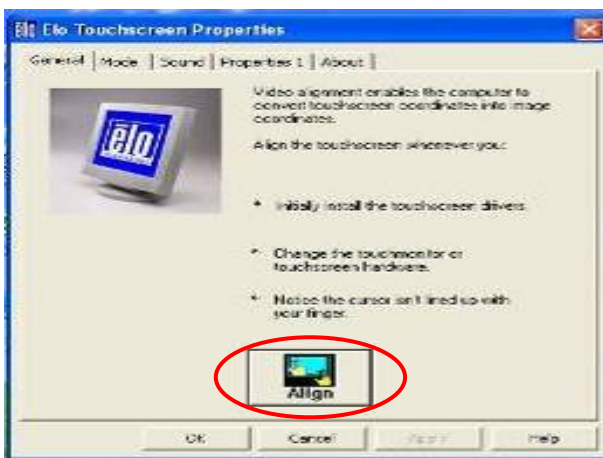 Elo Touchscreen Properties
General
Mode
Sound
Properties 1
About
Video alignment enables the computer to
convert touchscreen coordinates into image
coordinates.
Align the touchscreen whenever you:
elo
* Initially install the touchscreen drivers.
* Change the touchmonitor or
touchscreen hardware.
* Notice the cursor isn't lined up with
your finger.
Align
OK
Cancel
Apply
Help